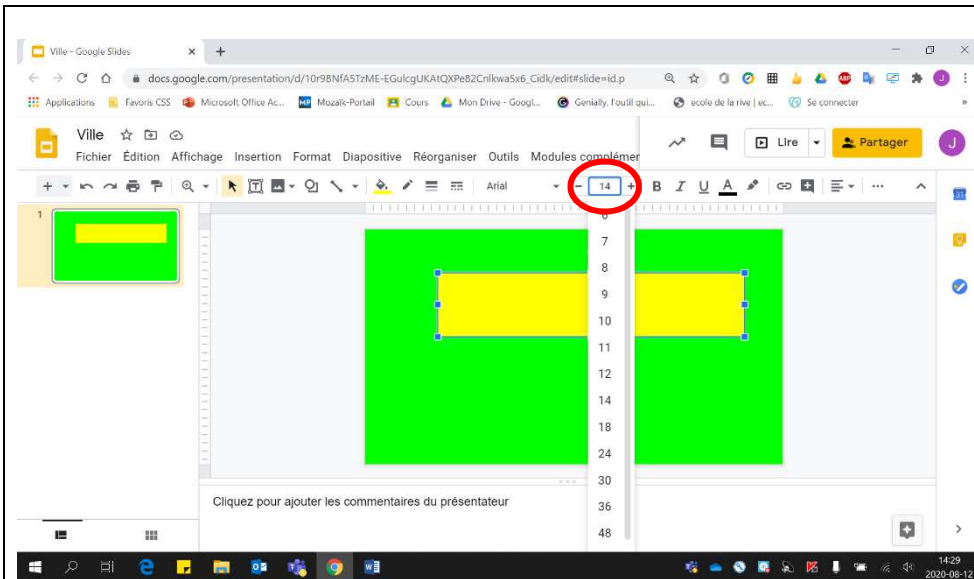 Ville - Google Slides
docs.google.com/presentation/d/10r9BNfA5TzME-EGulcgUKAtQXPe82Cnlkwa5x6_Cidk/edit#slide=id.p
Applications Favoris CSS Microsoft Office Ac... Mozaïk-Portail Cours Mon Drive - Googl... Genially, l'outil qui... ecole de la rive | ec... Se connecter »
Ville
Fichier Édition Affichage Insertion Format Diapositive Réorganiser Outils Modules complémer
Lire Partager J
Arial - 14 + B I U A
1
6
7
8
9
10
11
12
14
18
24
30
36
48
Cliquez pour ajouter les commentaires du présentateur
14:29
2020-08-12